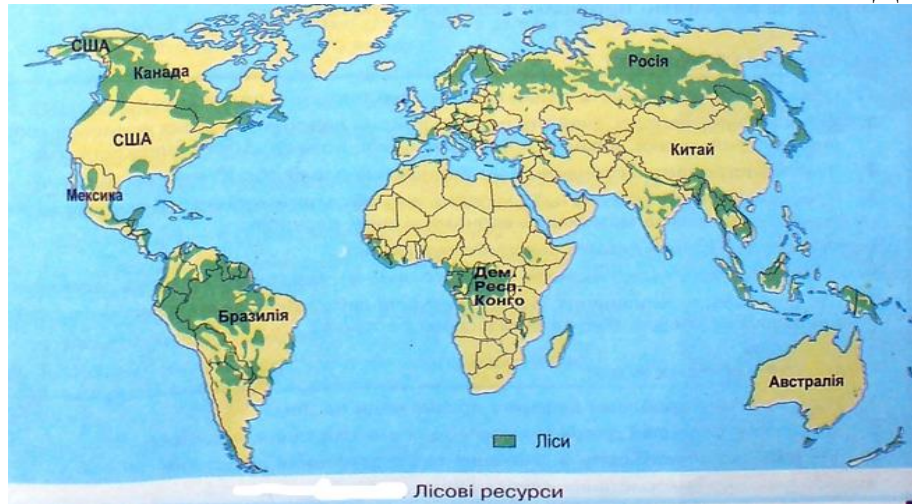 США
Канада
Росія
США
Китай
Мексика
Дем.
Респ.
Конго
Бразилія
Австралія
Ліси
Лісові ресурси